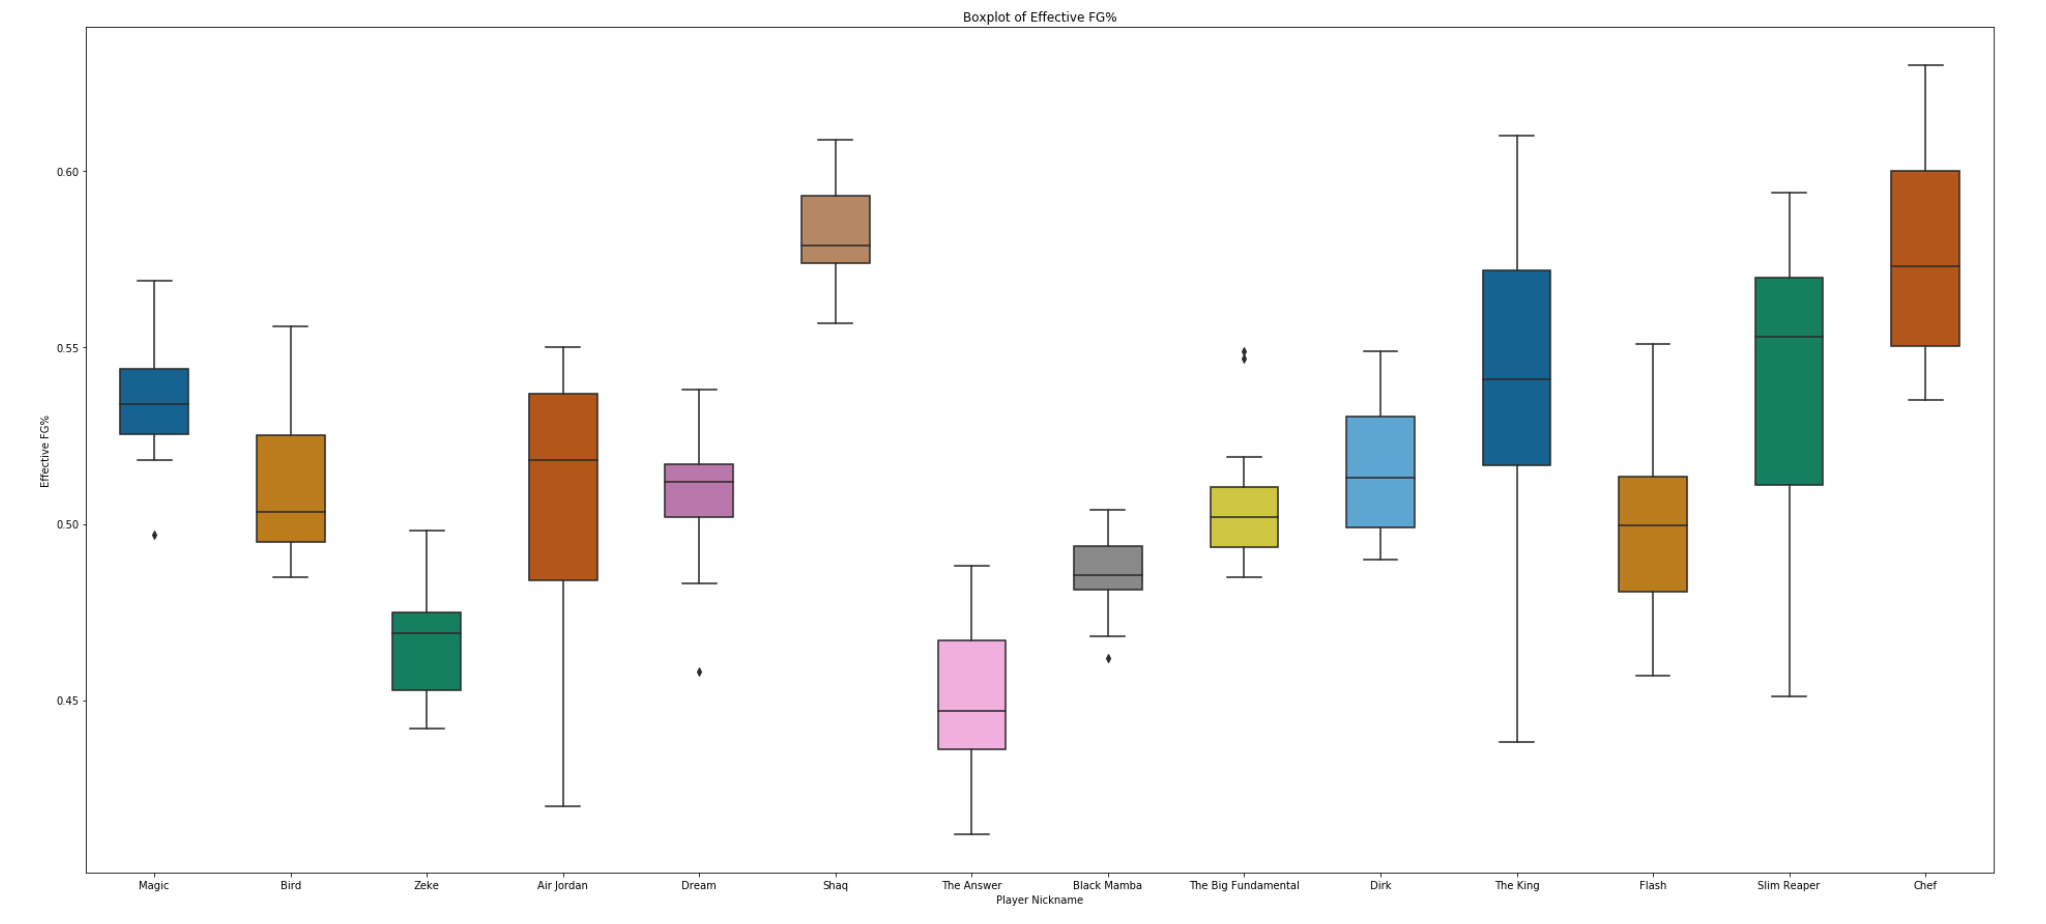 Boxplot of Effective FG%
Effective FG%
0.60
0.55
0.50
0.45
Magic Bird Zeke Air Jordan Dream Shaq The Answer Black Mamba The Big Fundamental Dirk The King Flash Slim Reaper Chef
Player Nickname